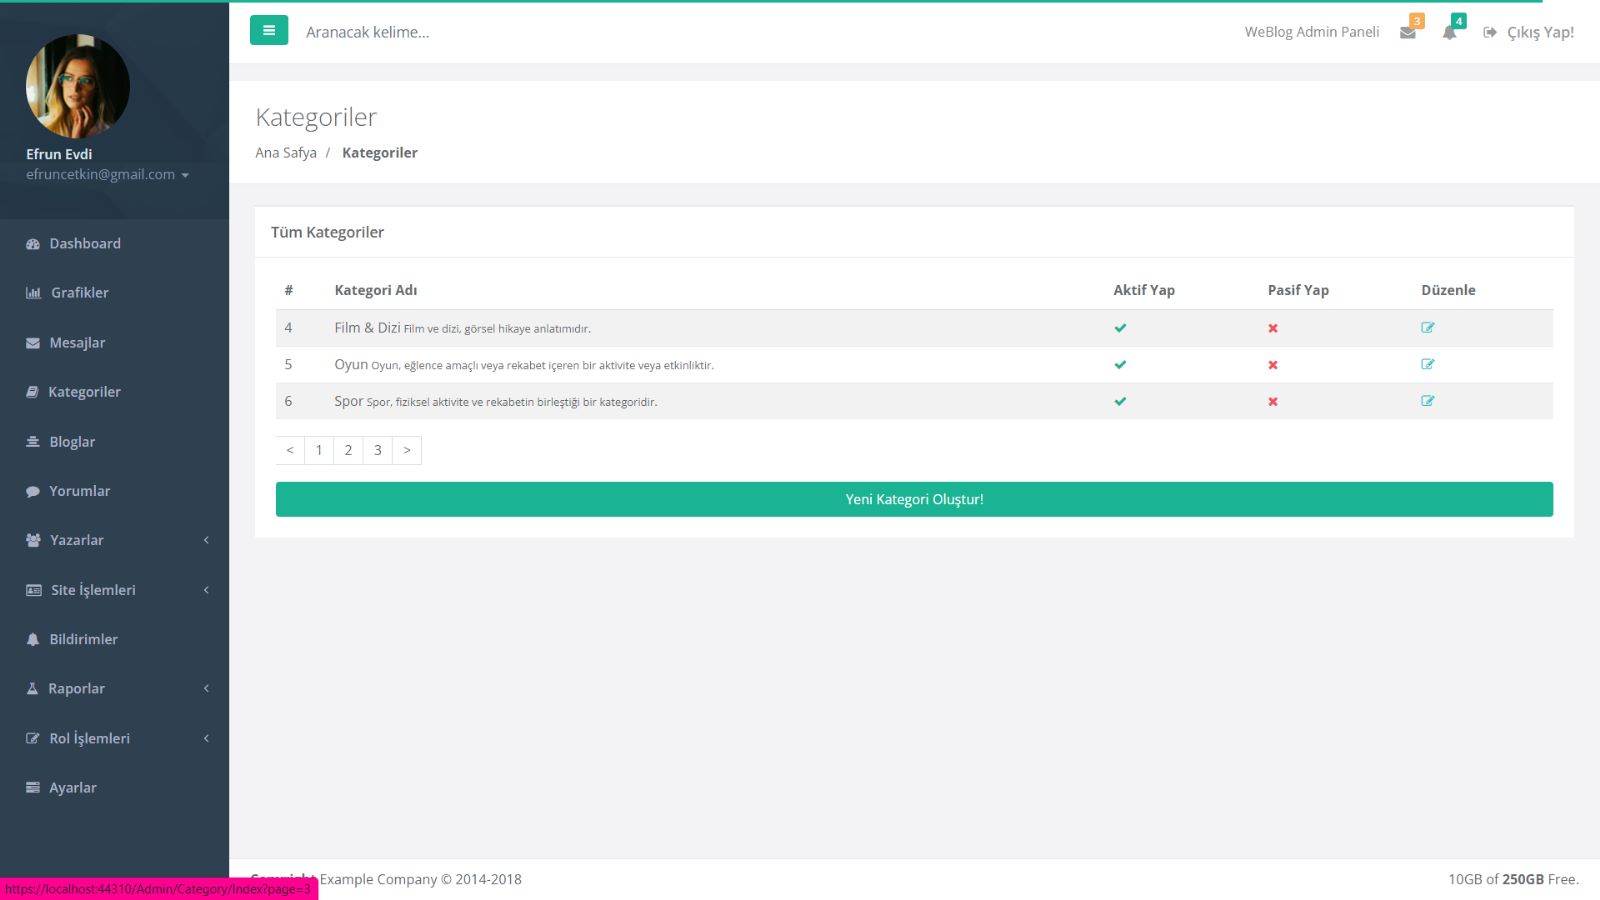 Aranacak kelime...
WeBlog Admin Paneli
3
4
Çıkış Yap!
Efrun Evdi
efruncetkin@gmail.com
Dashboard
Grafikler
Mesajlar
Kategoriler
Bloglar
Yorumlar
Yazarlar
Site İşlemleri
Bildirimler
Raporlar
Rol İşlemleri
Ayarlar
Kategoriler
Ana Safya / Kategoriler
Tüm Kategoriler
# Kategori Adı Aktif Yap Pasif Yap Düzenle
4 Film & Dizi Film ve dizi, görsel hikaye anlatımıdır.
5 Oyun Oyun, eğlence amaçlı veya rekabet içeren bir aktivite veya etkinliktir.
6 Spor Spor, fiziksel aktivite ve rekabetin birleştiği bir kategoridir.
< 1 2 3 >
Yeni Kategori Oluştur!
Copyright Example Company © 2014-2018
10GB of 250GB Free.
https://localhost:44310/Admin/Category/Index?page=3